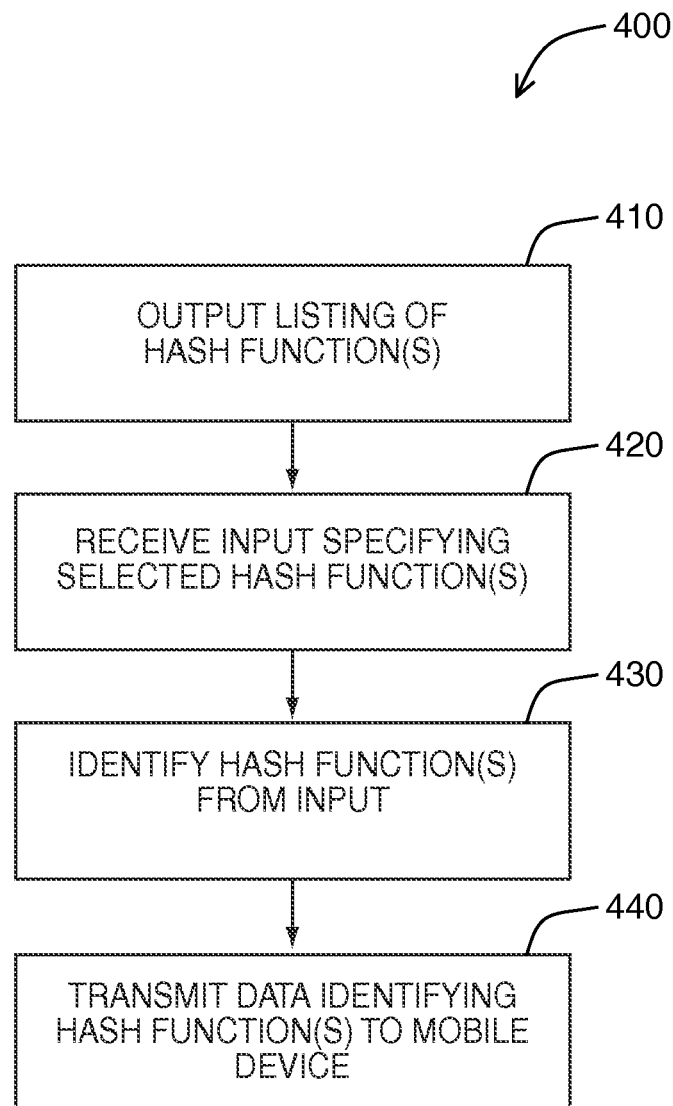 400
410
OUTPUT LISTING OF
HASH FUNCTION(S)
420
RECEIVE INPUT SPECIFYING
SELECTED HASH FUNCTION(S)
430
IDENTIFY HASH FUNCTION(S)
FROM INPUT
440
TRANSMIT DATA IDENTIFYING
HASH FUNCTION(S) TO MOBILE
DEVICE